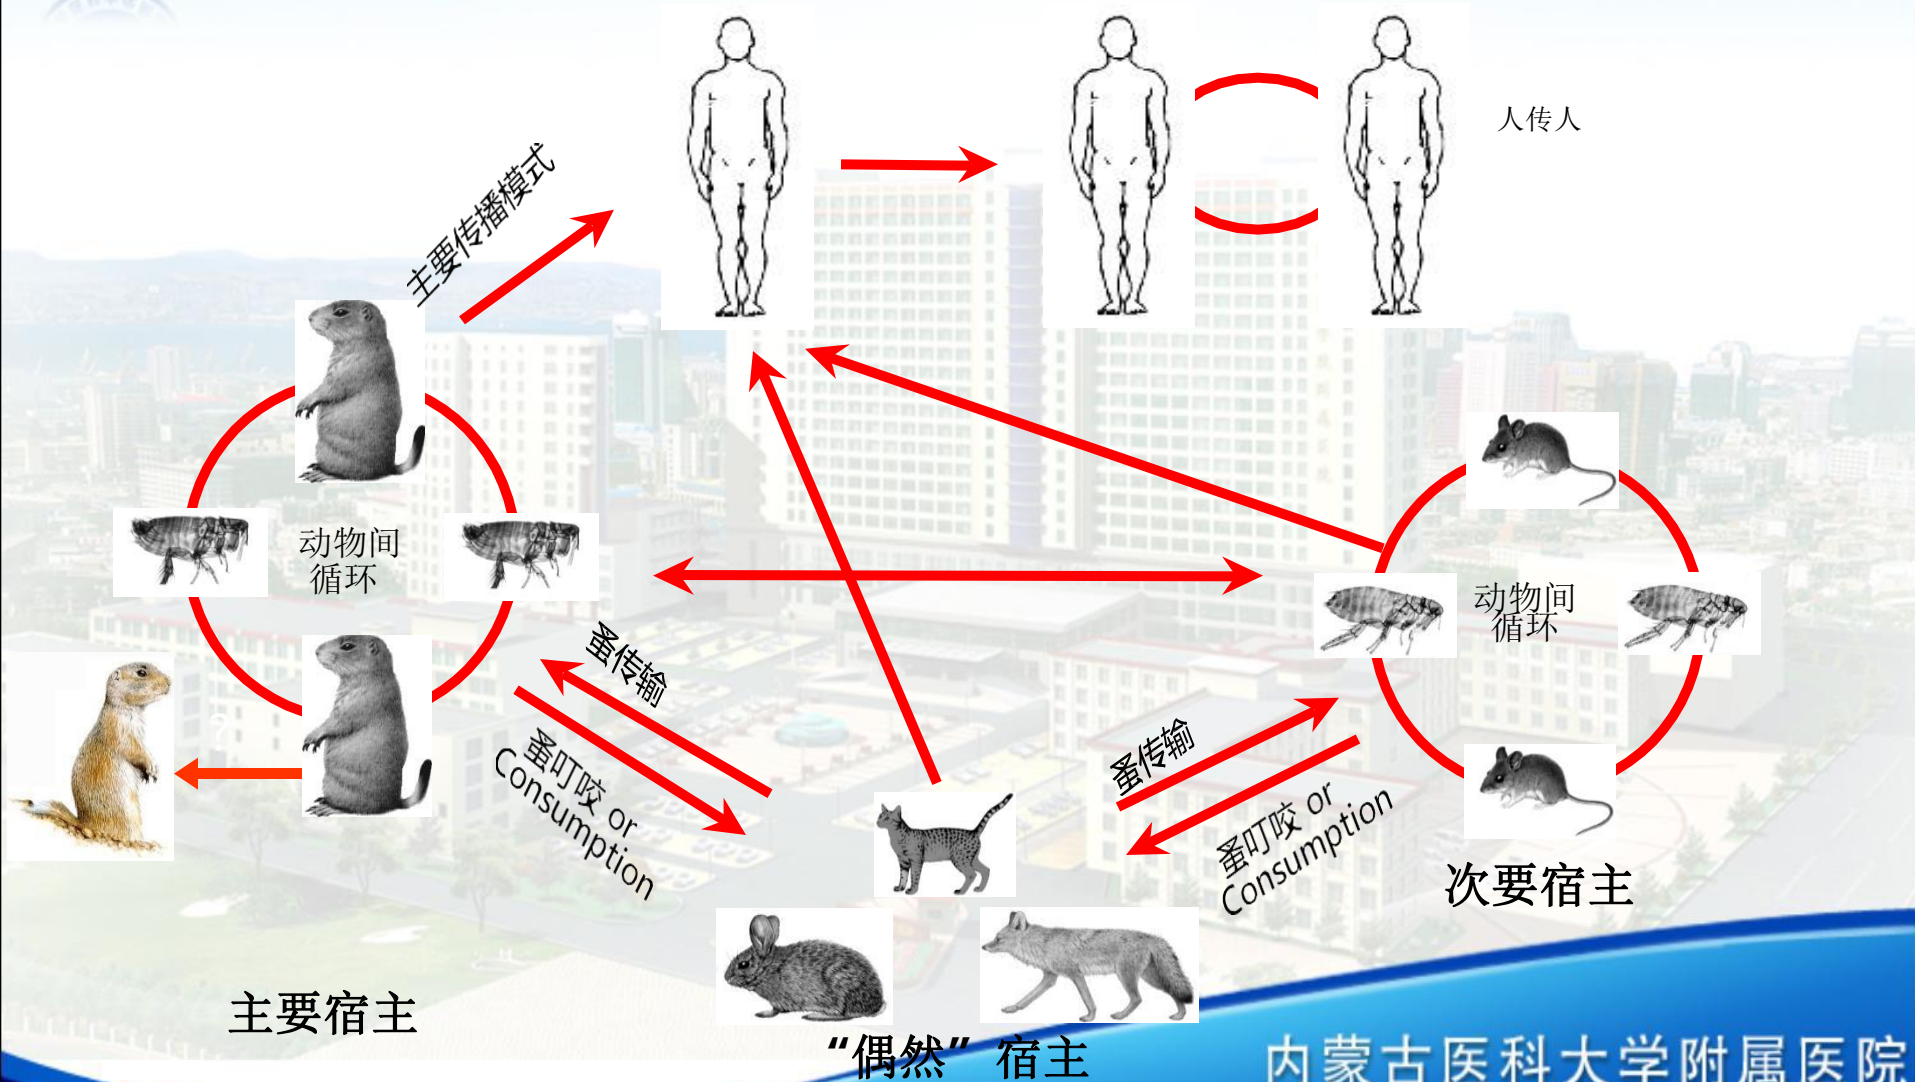 人传人
主要传播模式
动物间
循环
动物间
循环
蚤传输
蚤叮咬 or
Consumption
蚤传输
蚤叮咬 or
Consumption
次要宿主
主要宿主
“偶然” 宿主
内蒙古医科大学附属医院